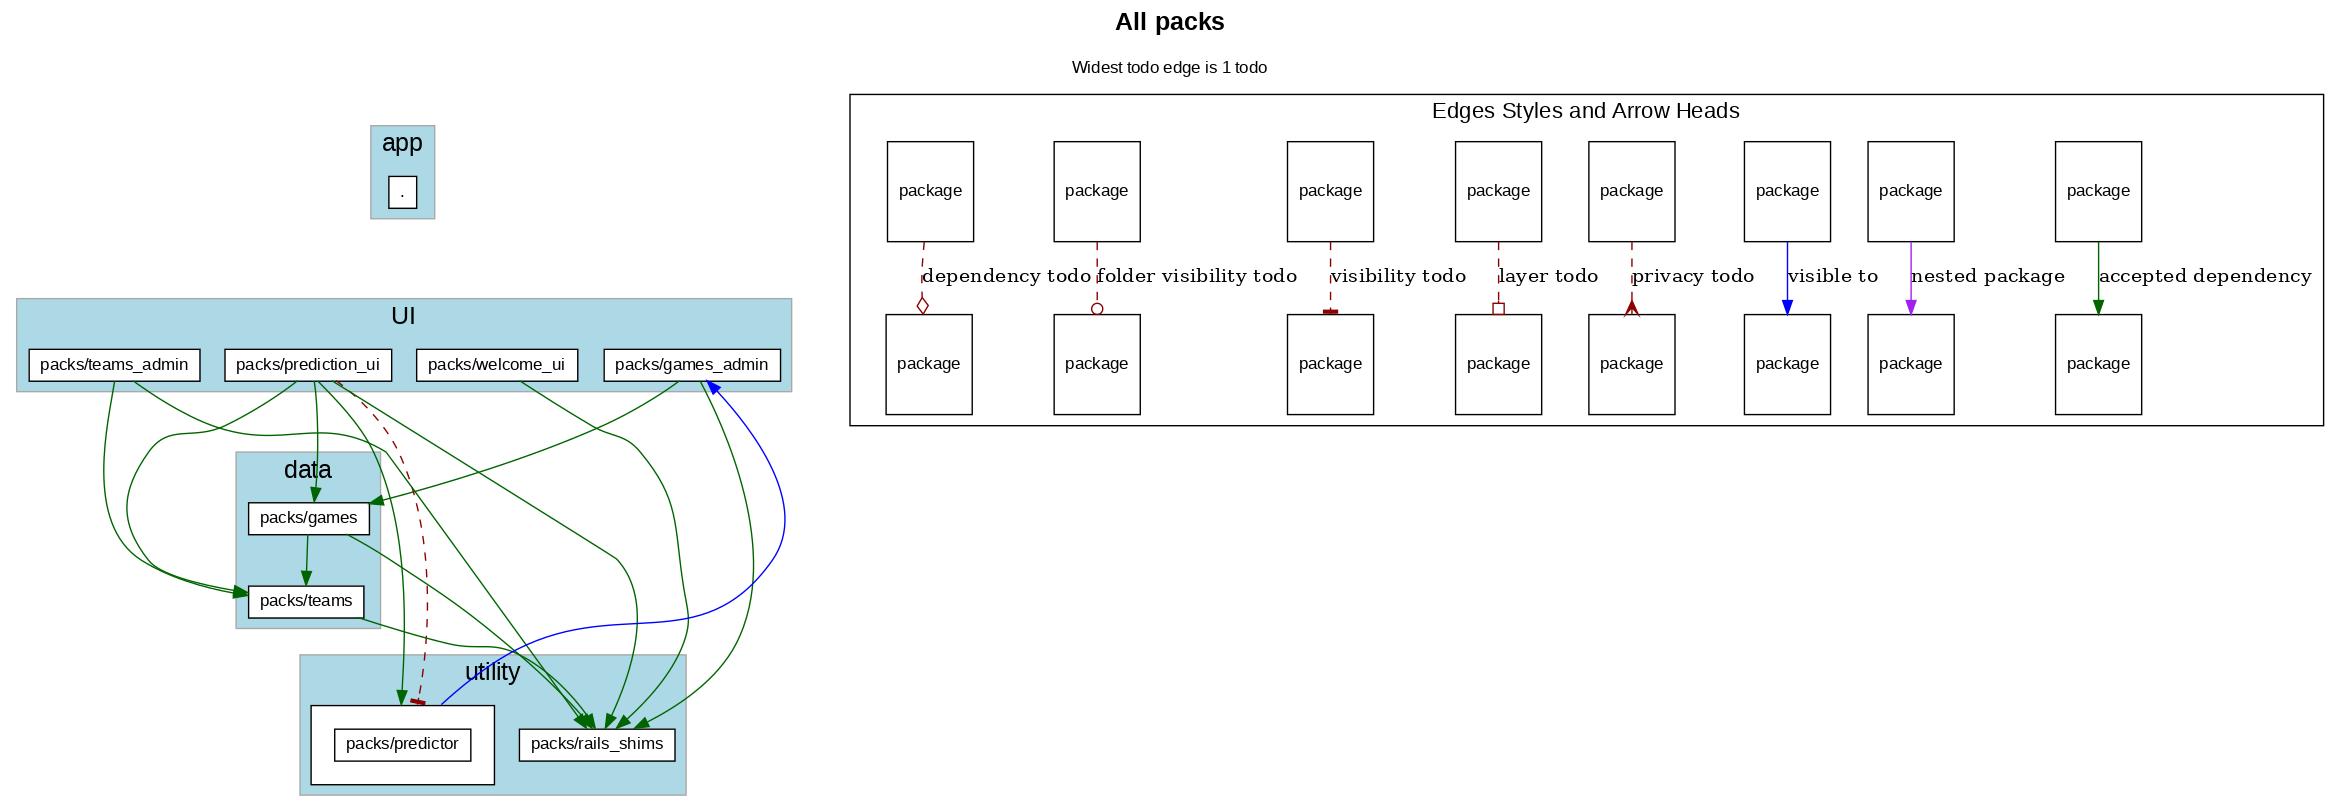 All packs
Widest todo edge is 1 todo
app
.
UI
packs/teams_admin
packs/prediction_ui
packs/welcome_ui
packs/games_admin
data
packs/games
packs/teams
utility
packs/predictor
packs/rails_shims
Edges Styles and Arrow Heads
package
package
package
package
package
package
package
package
dependency todo
folder visibility todo
visibility todo
layer todo
privacy todo
visible to
nested package
accepted dependency
package
package
package
package
package
package
package
package